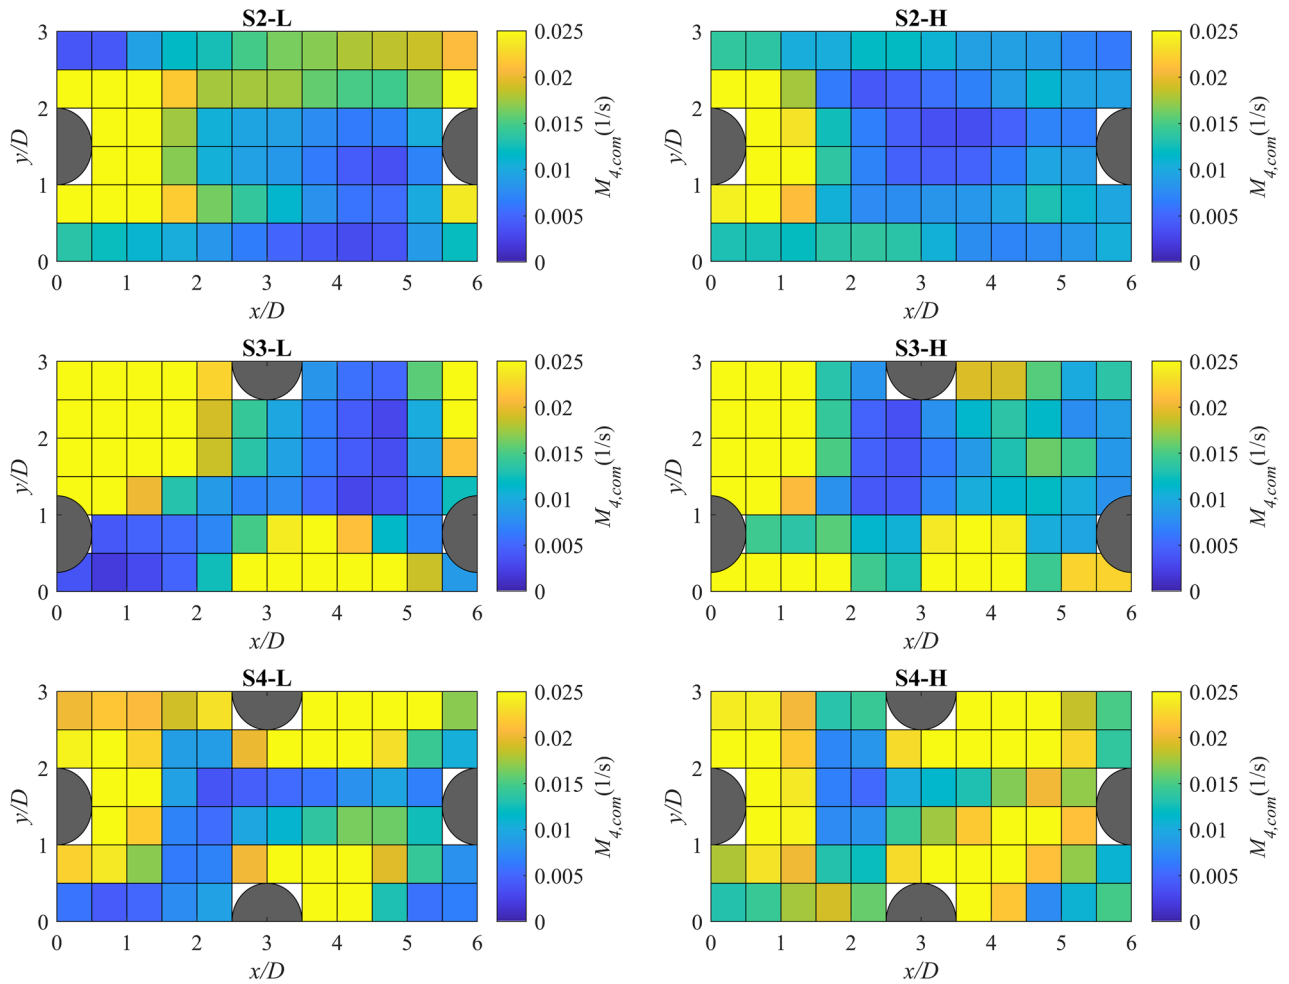 S2-L
S2-H
3
2
1
0
y/D
0 1 2 3 4 5 6
x/D
0.025
0.02
0.015
0.01
0.005
0
M4,com(1/s)
3
2
1
0
y/D
0 1 2 3 4 5 6
x/D
0.025
0.02
0.015
0.01
0.005
0
M4,com(1/s)
S3-L
S3-H
3
2
1
0
y/D
0 1 2 3 4 5 6
x/D
0.025
0.02
0.015
0.01
0.005
0
M4,com(1/s)
3
2
1
0
y/D
0 1 2 3 4 5 6
x/D
0.025
0.02
0.015
0.01
0.005
0
M4,com(1/s)
S4-L
S4-H
3
2
1
0
y/D
0 1 2 3 4 5 6
x/D
0.025
0.02
0.015
0.01
0.005
0
M4,com(1/s)
3
2
1
0
y/D
0 1 2 3 4 5 6
x/D
0.025
0.02
0.015
0.01
0.005
0
M4,com(1/s)